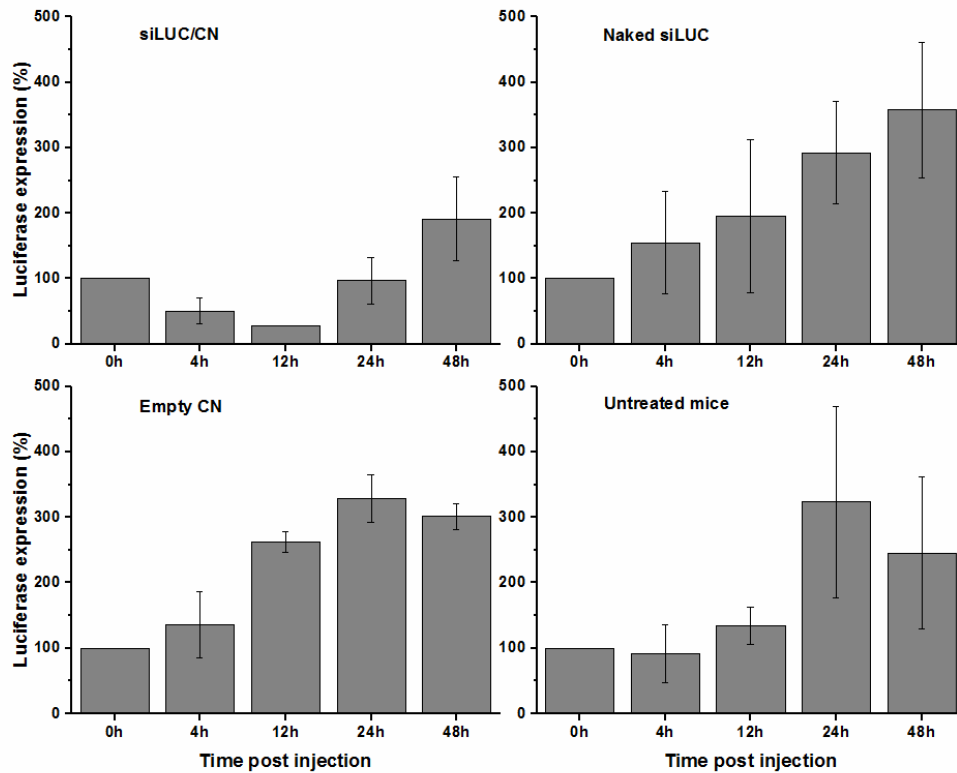 siLUC/CN
Luciferase expression (%)
500
400
300
200
100
0
0h 4h 12h 24h 48h
Naked siLUC
500
400
300
200
100
0
0h 4h 12h 24h 48h
Empty CN
Luciferase expression (%)
500
400
300
200
100
0
0h 4h 12h 24h 48h
Time post injection
Untreated mice
500
400
300
200
100
0
0h 4h 12h 24h 48h
Time post injection